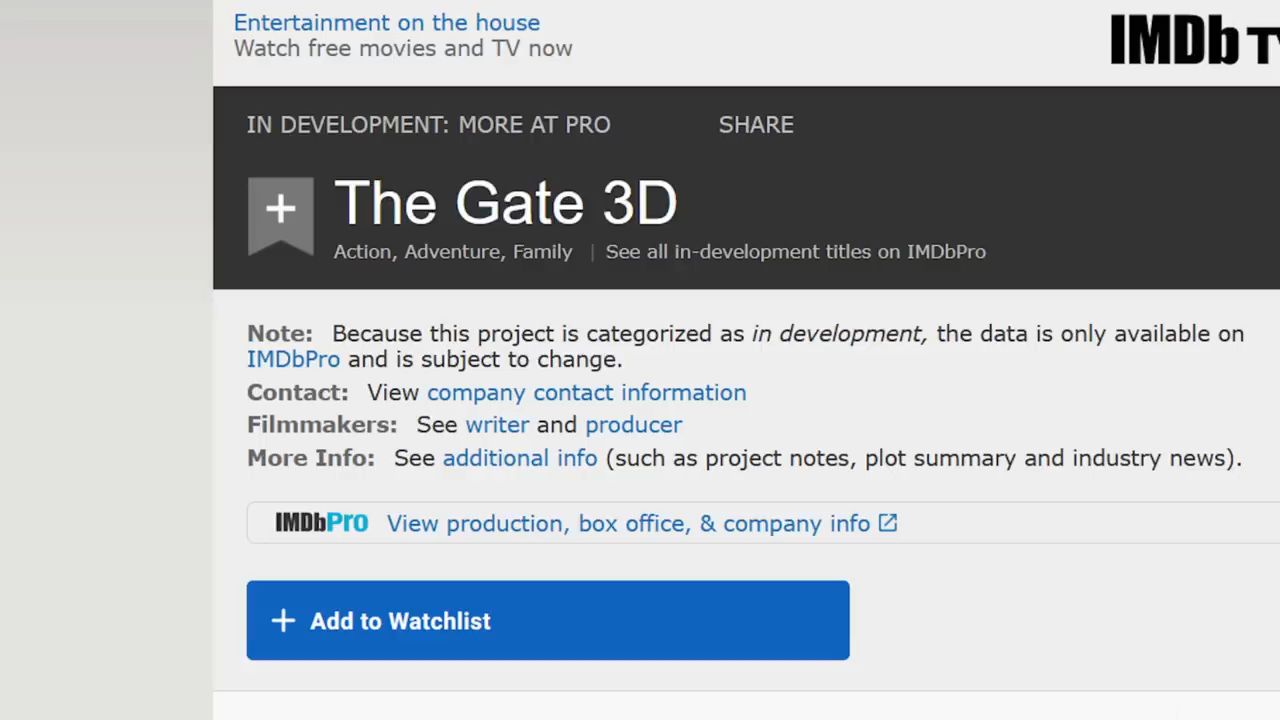 Entertainment on the house
Watch free movies and TV now
IMDb TV
IN DEVELOPMENT: MORE AT PRO SHARE
The Gate 3D
Action, Adventure, Family | See all in-development titles on IMDbPro
Note: Because this project is categorized as in development, the data is only available on
IMDbPro and is subject to change.
Contact: View company contact information
Filmmakers: See writer and producer
More Info: See additional info (such as project notes, plot summary and industry news).
IMDbPro View production, box office, & company info
+ Add to Watchlist